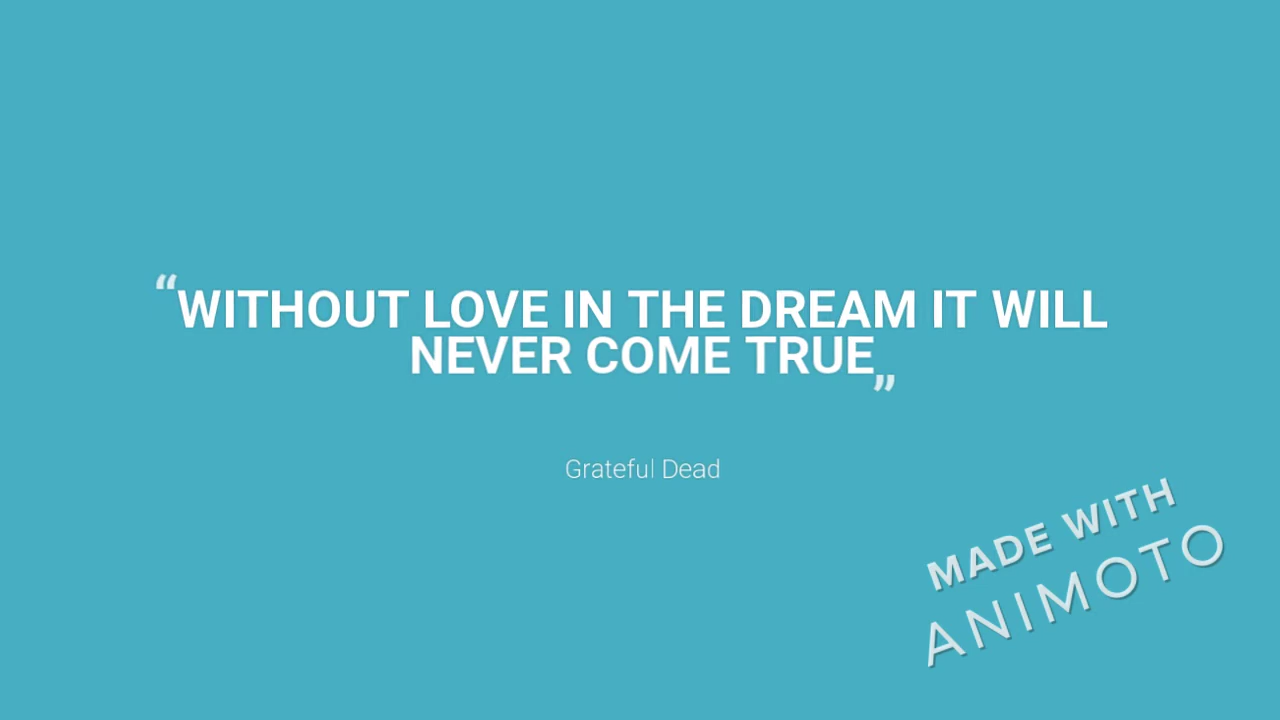 “WITHOUT LOVE IN THE DREAM IT WILL
NEVER COME TRUE”
Grateful Dead
MADE WITH
ANIMOTO